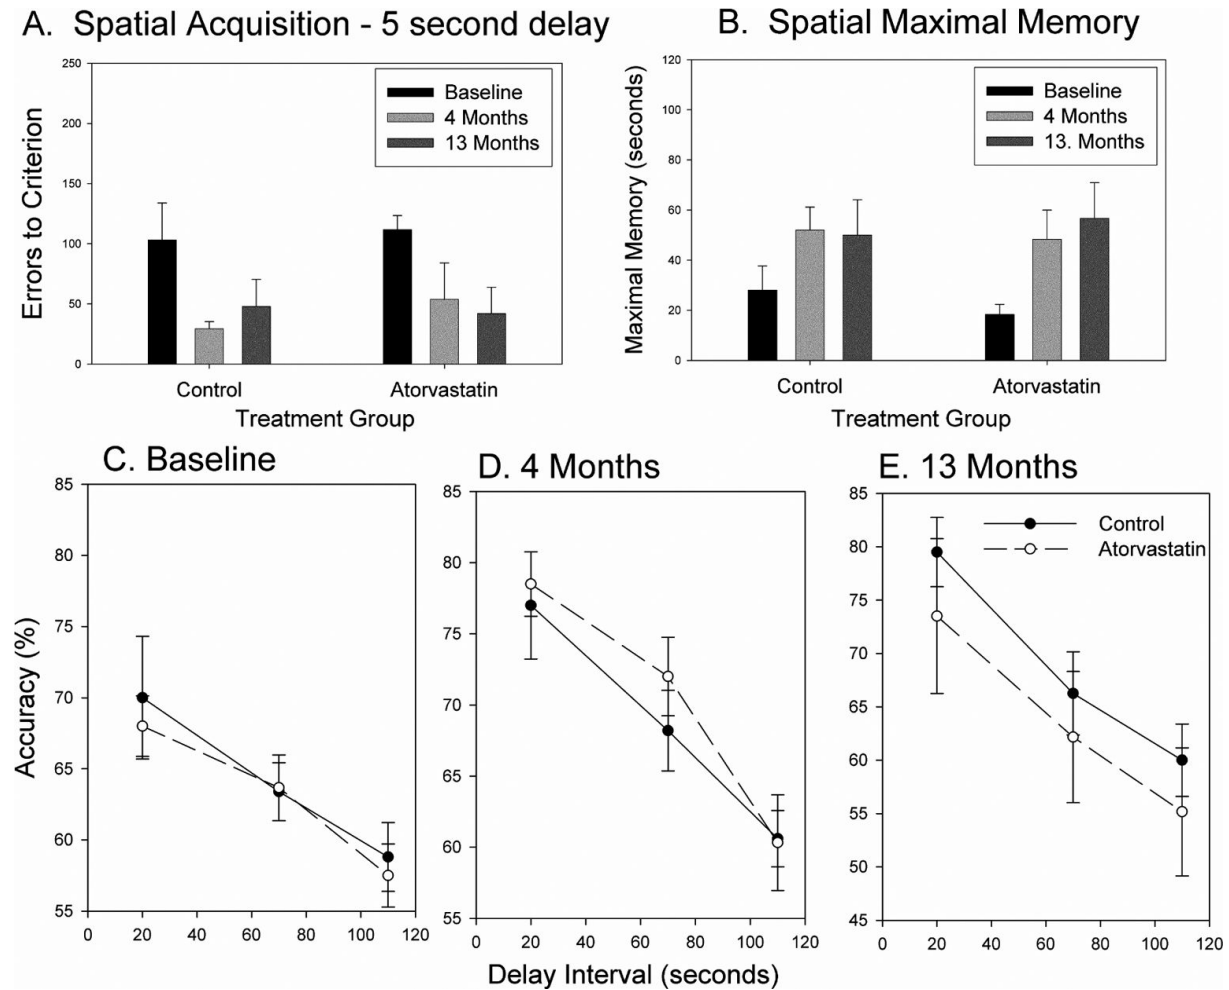 A. Spatial Acquisition - 5 second delay
250
200
150
100
50
0
Errors to Criterion
Baseline
4 Months
13 Months
Control
Atorvastatin
Treatment Group
B. Spatial Maximal Memory
120
100
80
60
40
20
0
Maximal Memory (seconds)
Baseline
4 Months
13. Months
Control
Atorvastatin
Treatment Group
C. Baseline
85
80
75
70
65
60
55
Accuracy (%)
0 20 40 60 80 100 120
D. 4 Months
85
80
75
70
65
60
55
0 20 40 60 80 100 120
E. 13 Months
85
80
75
70
65
60
55
50
45
Control
Atorvastatin
0 20 40 60 80 100 120
Delay Interval (seconds)